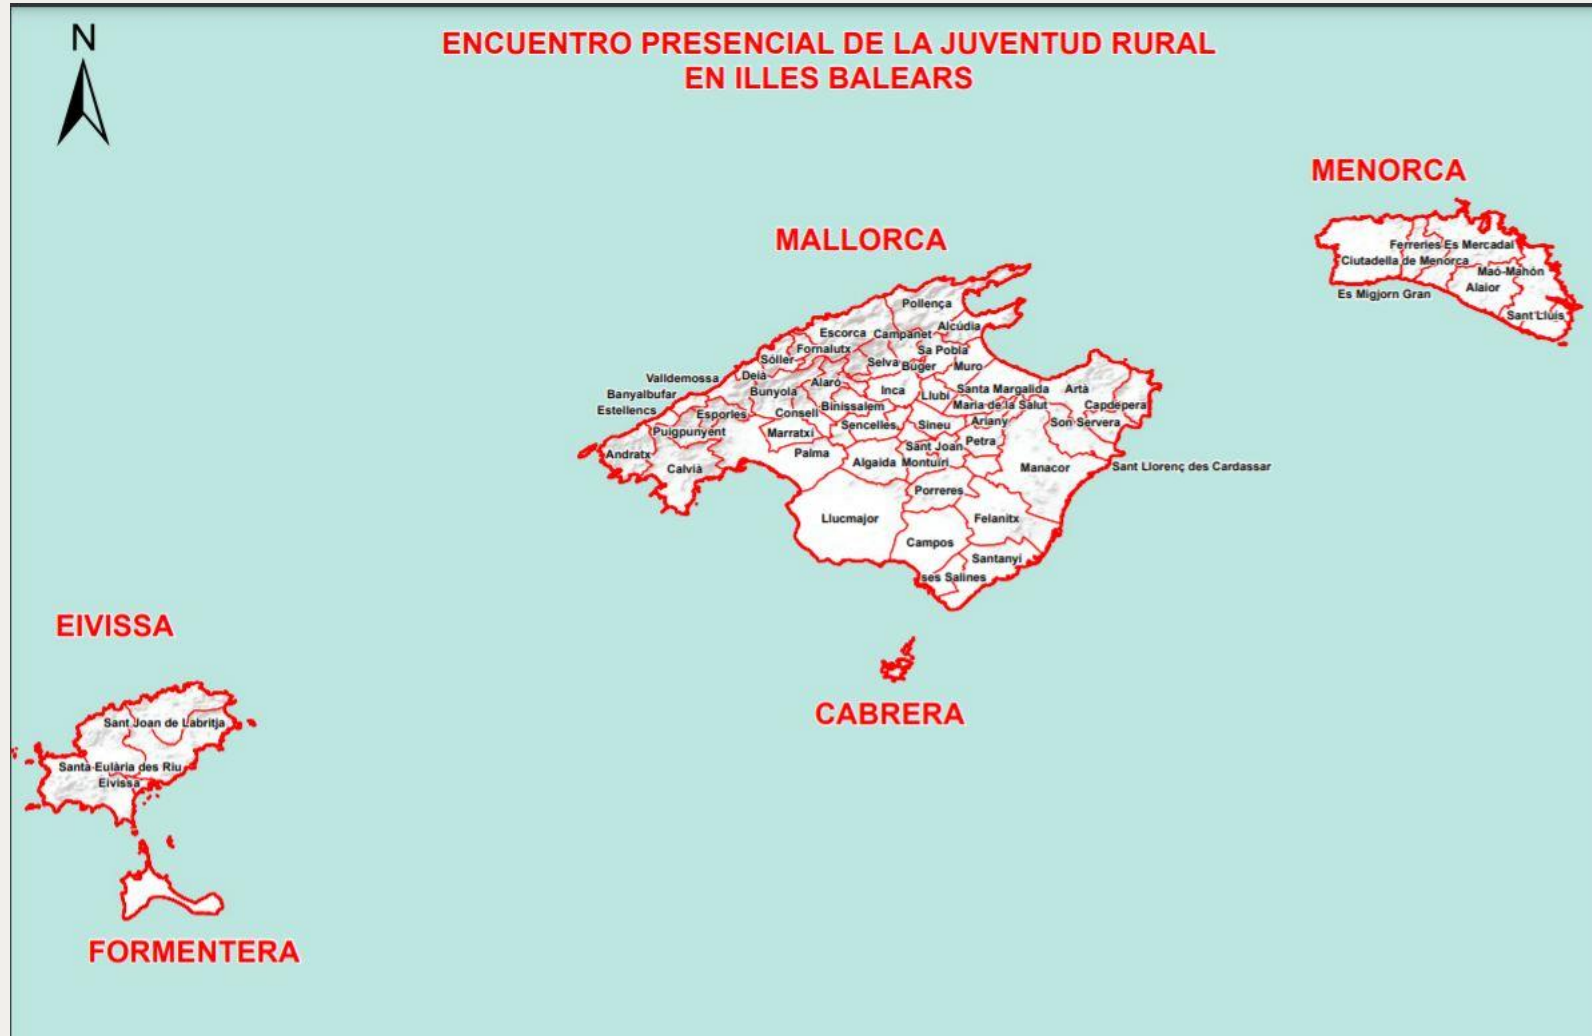 N
ENCUENTRO PRESENCIAL DE LA JUVENTUD RURAL
EN ILLES BALEARS
MENORCA
Ferreries
Es Mercadal
Ciutadella de Menorca
Maó-Mahón
Alaior
Es Migjorn Gran
Sant Lluís
MALLORCA
Pollença
Alcúdia
Escorca
Campanet
Fornalutx
Sa Pobla
Sóller
Selva
Búger
Muro
Valldemossa
Deià
Alaró
Banyalbufar
Bunyola
Inca
Llubí
Santa Margalida
Artà
Estellencs
Esporles
Consell
Binissalem
Maria de la Salut
Capdepera
Puigpunyent
Marratxí
Sencelles
Sineu
Ariany
Son Servera
Andratx
Palma
Sant Joan
Petra
Calvià
Algaida
Montuïri
Manacor
Sant Llorenç des Cardassar
Porreres
Llucmajor
Felanitx
Campos
Santanyí
ses Salines
CABRERA
EIVISSA
Sant Joan de Labritja
Santa Eulària des Riu
Eivissa
FORMENTERA